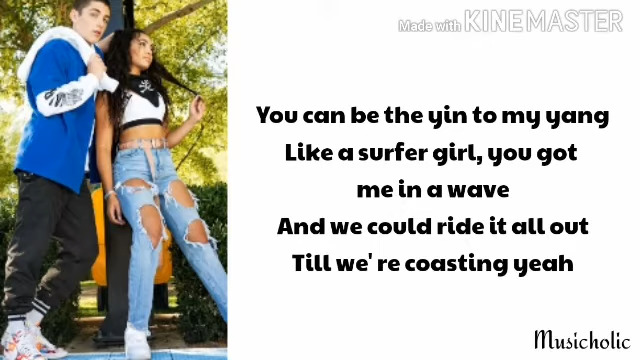 Made with KINEMASTER
You can be the yin to my yang
Like a surfer girl, you got
me in a wave
And we could ride it all out
Till we' re coasting yeah
Musicholic